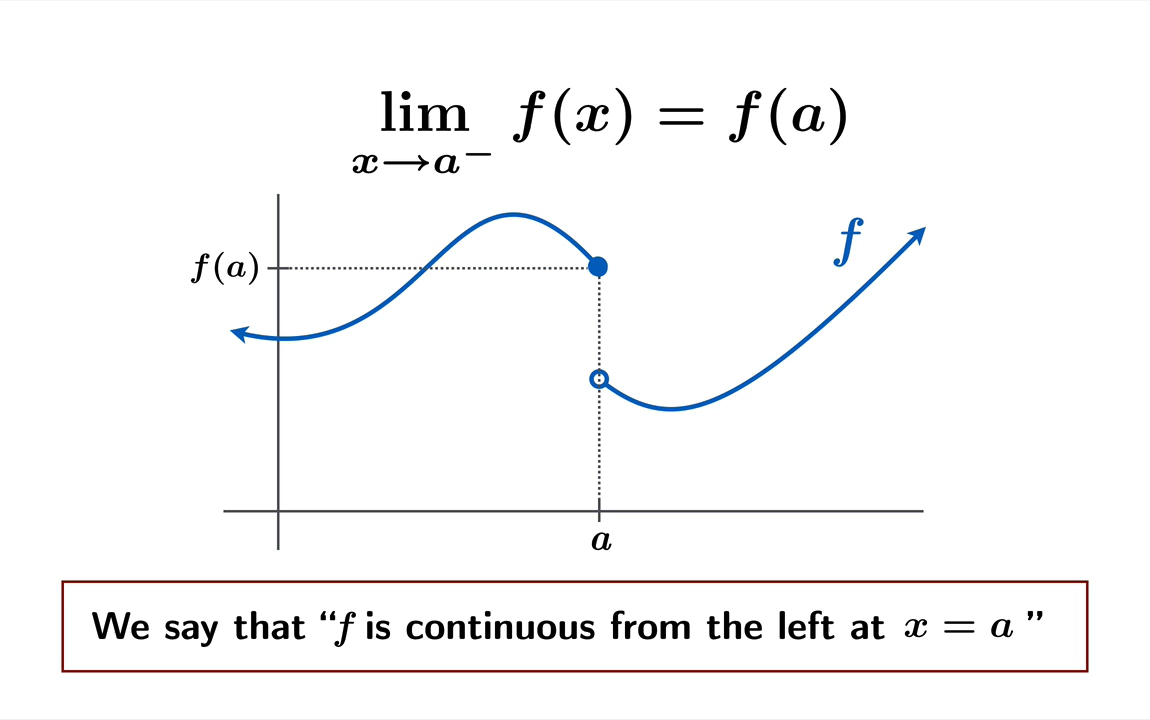 lim f(x) = f(a)
x→a⁻
f
f(a)
a
We say that “f is continuous from the left at x = a ”